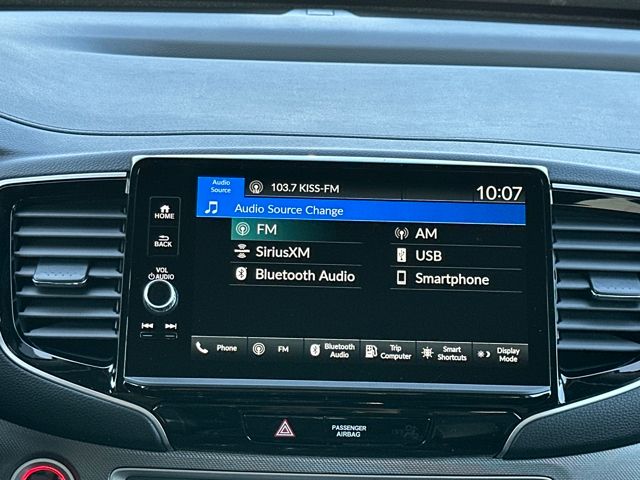 Audio
Source
103.7 KISS-FM
10:07
Audio Source Change
HOME
BACK
VOL
AUDIO
FM
AM
SiriusXM
USB
Bluetooth Audio
Smartphone
Phone
FM
Bluetooth
Audio
Trip
Computer
Smart
Shortcuts
Display
Mode
PASSENGER
AIRBAG